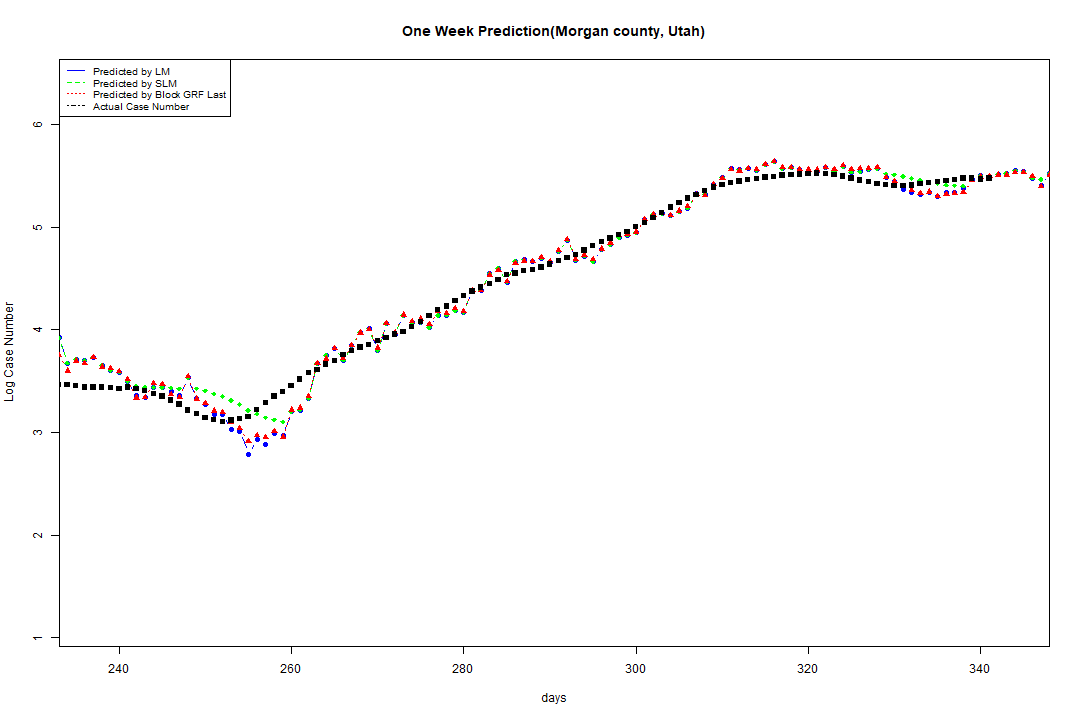 One Week Prediction(Morgan county, Utah)
Predicted by LM
Predicted by SLM
Predicted by Block GRF Last
Actual Case Number
6
5
4
3
2
1
Log Case Number
240 260 280 300 320 340
days